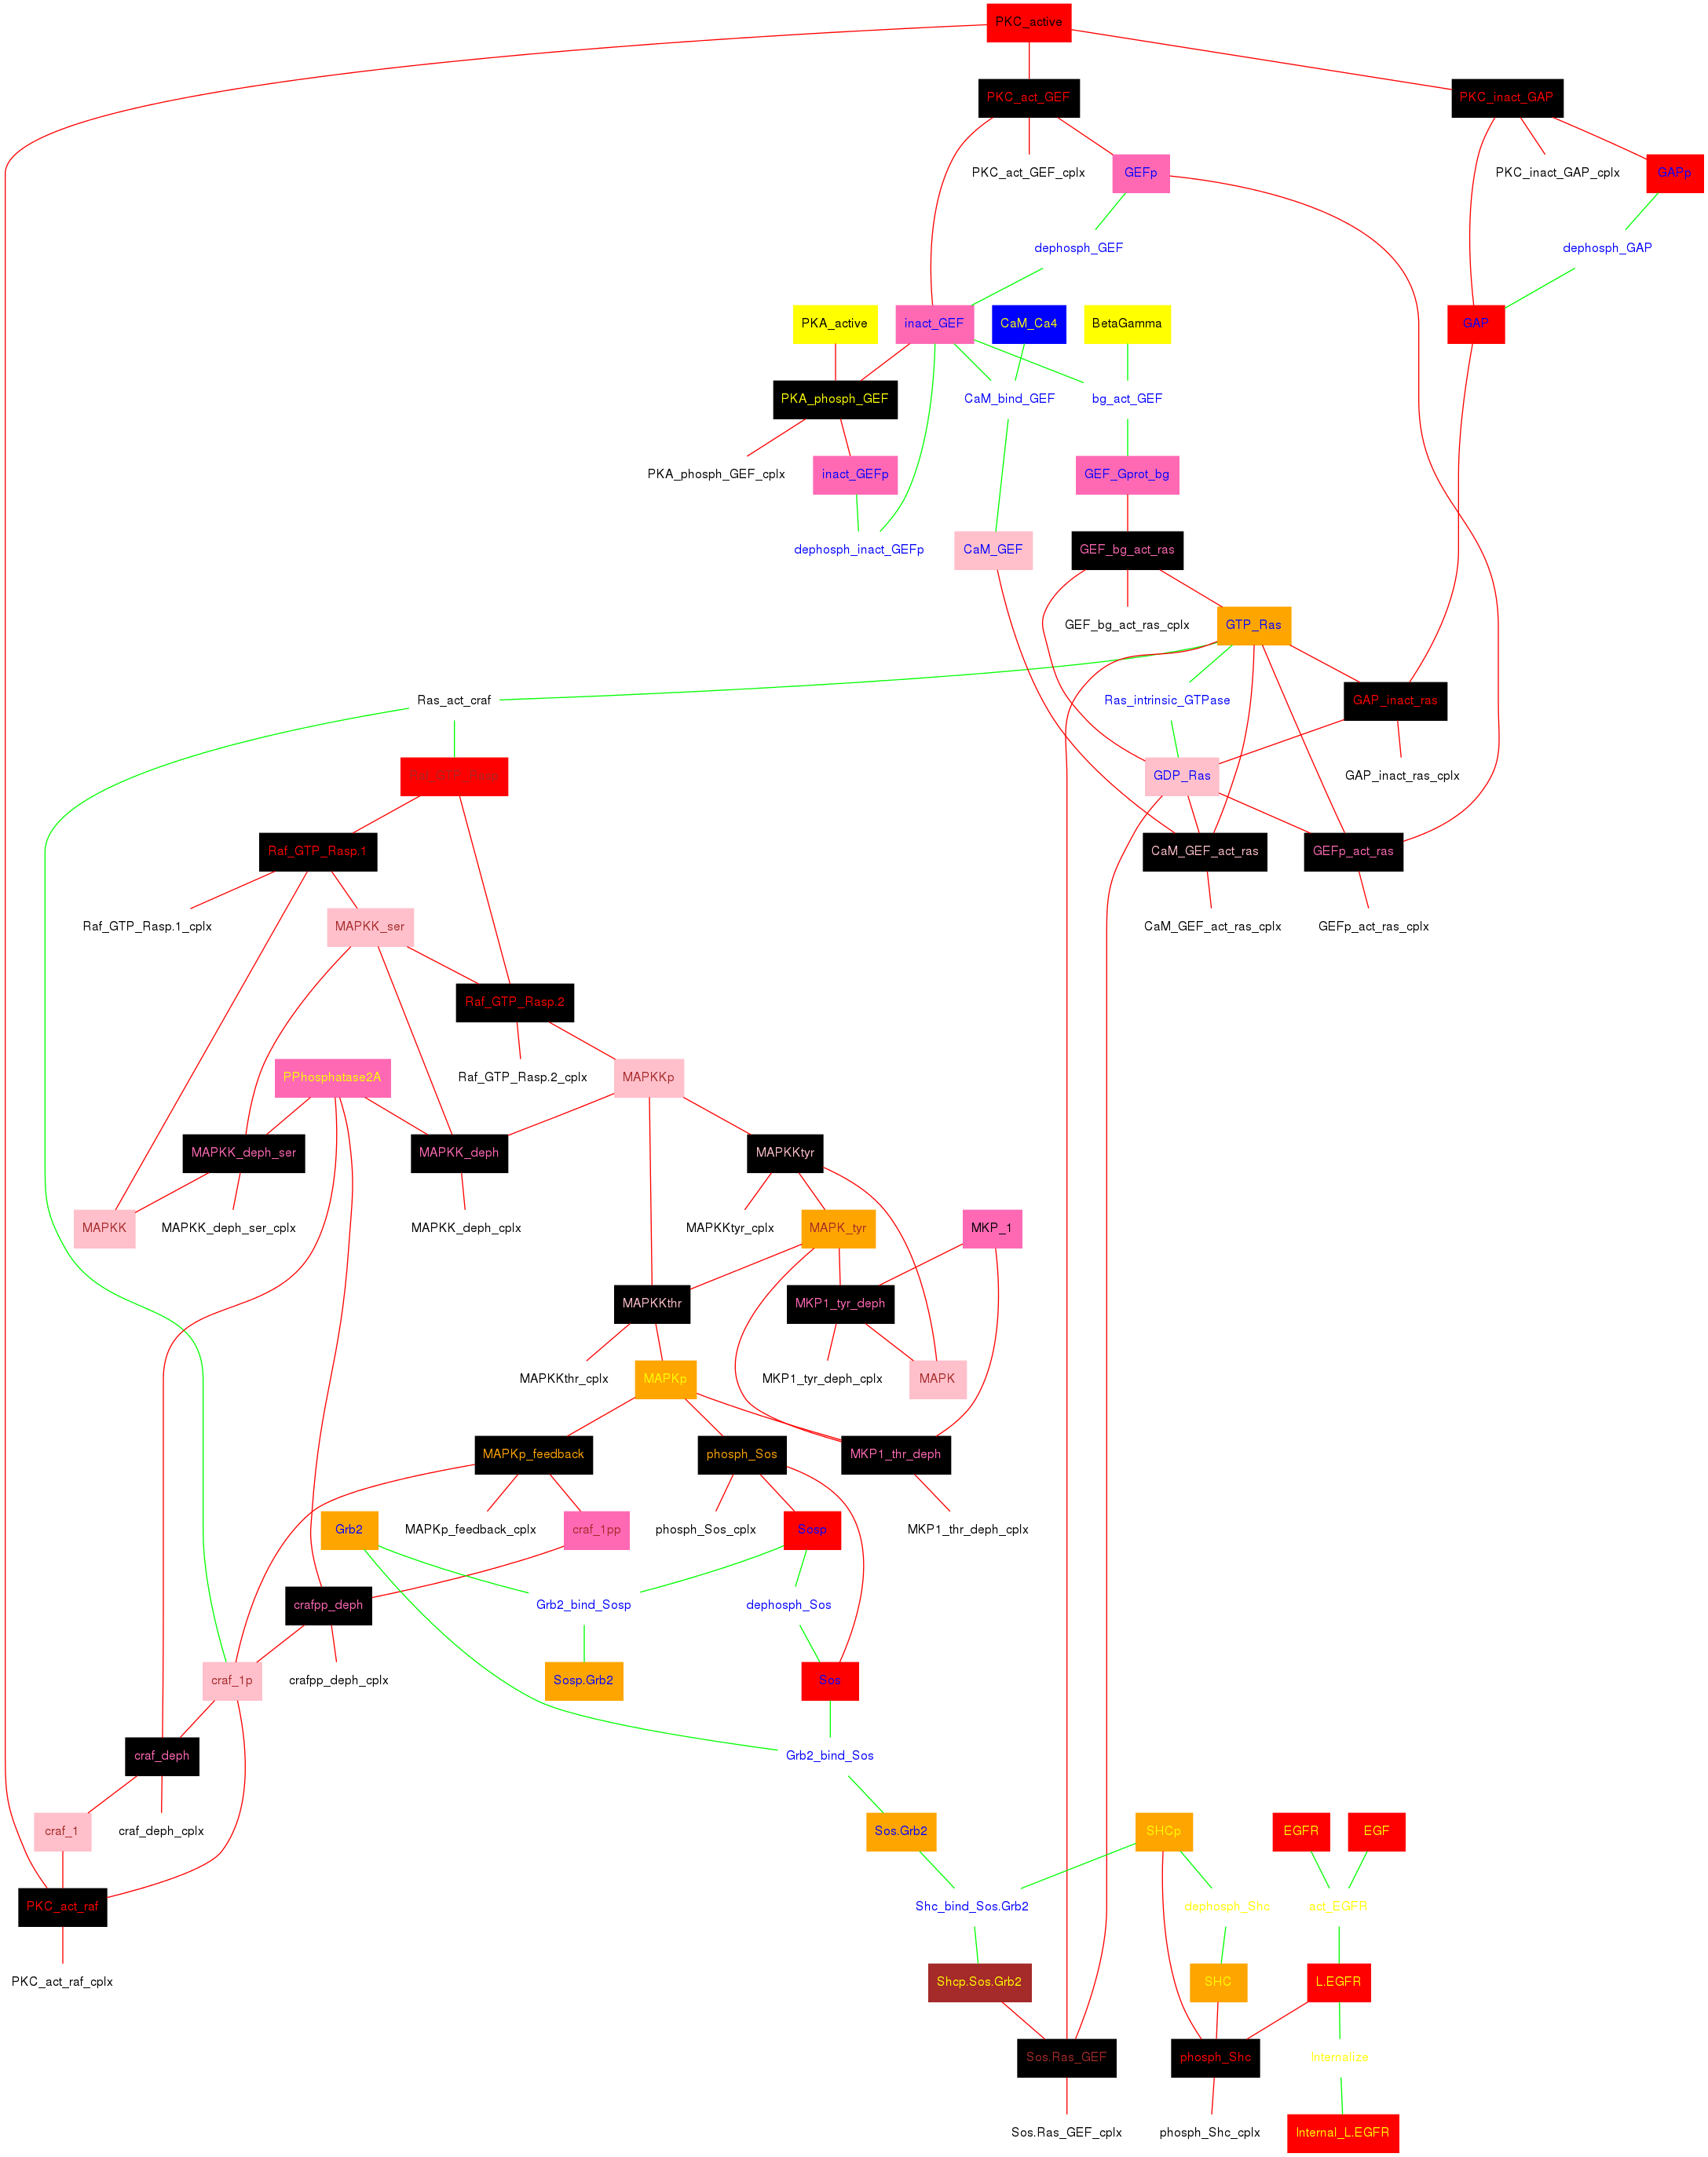 PKC_active
PKC_act_GEF
PKC_inact_GAP
PKC_act_GEF_cplx
GEFp
PKC_inact_GAP_cplx
GAPp
dephosph_GEF
dephosph_GAP
PKA_active
inact_GEF
CaM_Ca4
BetaGamma
GAP
PKA_phosph_GEF
CaM_bind_GEF
bg_act_GEF
PKA_phosph_GEF_cplx
inact_GEFp
GEF_Gprot_bg
dephosph_inact_GEFp
CaM_GEF
GEF_bg_act_ras
GEF_bg_act_ras_cplx
GTP_Ras
Ras_act_craf
Ras_intrinsic_GTPase
GAP_inact_ras
GDP_Ras
GAP_inact_ras_cplx
Raf_GTP_Rasp.1
CaM_GEF_act_ras
GEFp_act_ras
Raf_GTP_Rasp.1_cplx
MAPKK_ser
CaM_GEF_act_ras_cplx
GEFp_act_ras_cplx
Raf_GTP_Rasp.2
PPhosphatase2A
Raf_GTP_Rasp.2_cplx
MAPKKp
MAPKK_deph_ser
MAPKK_deph
MAPKKtyr
MAPKK
MAPKK_deph_ser_cplx
MAPKK_deph_cplx
MAPKKtyr_cplx
MAPK_tyr
MKP_1
MAPKKthr
MKP1_tyr_deph
MAPKKthr_cplx
MAPKp
MKP1_tyr_deph_cplx
MAPK
MAPKp_feedback
phosph_Sos
MKP1_thr_deph
Grb2
MAPKp_feedback_cplx
craf_1pp
phosph_Sos_cplx
Sosp
MKP1_thr_deph_cplx
crafpp_deph
Grb2_bind_Sosp
dephosph_Sos
craf_1p
crafpp_deph_cplx
Sosp.Grb2
Sos
craf_deph
Grb2_bind_Sos
craf_1
craf_deph_cplx
Sos.Grb2
SHCp
EGFR
EGF
PKC_act_raf
Shc_bind_Sos.Grb2
dephosph_Shc
act_EGFR
PKC_act_raf_cplx
Shcp.Sos.Grb2
SHC
L.EGFR
Sos.Ras_GEF
phosph_Shc
Internalize
Sos.Ras_GEF_cplx
phosph_Shc_cplx
Internal_L.EGFR